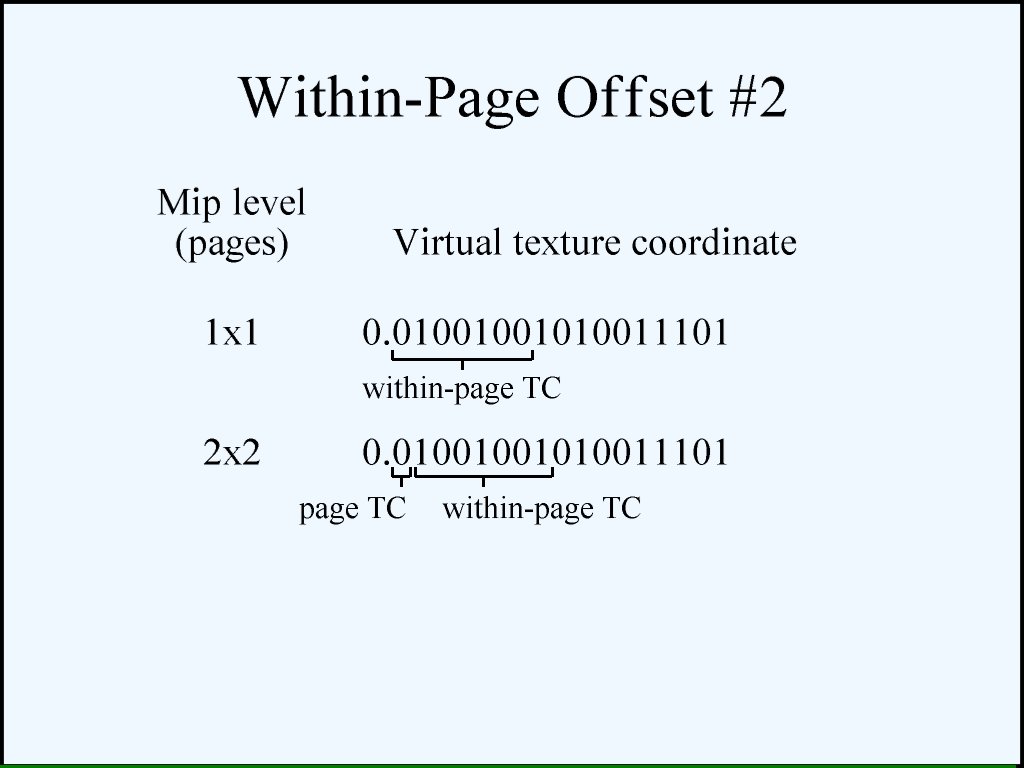 Within-Page Offset #2
Mip level
(pages)
Virtual texture coordinate
1x1 0.01001001010011101
within-page TC
2x2 0.01001001010011101
page TC within-page TC